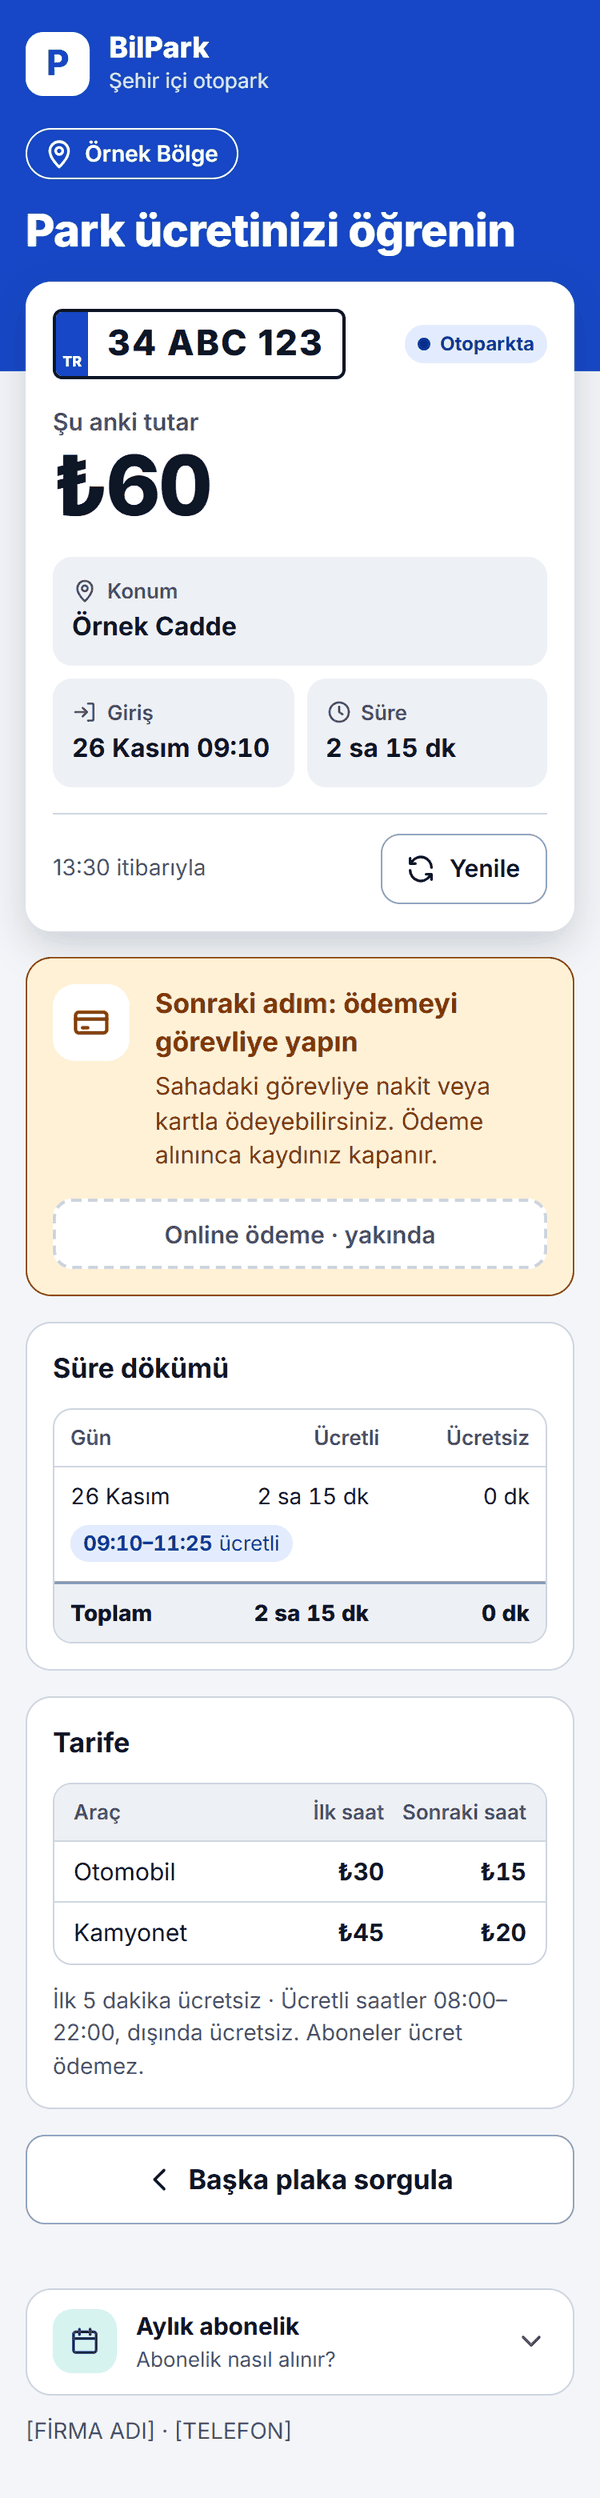 P
BilPark
Şehir içi otopark
Örnek Bölge
Park ücretinizi öğrenin
TR 34 ABC 123
Otoparkta
Şu anki tutar
₺60
Konum
Örnek Cadde
Giriş
26 Kasım 09:10
Süre
2 sa 15 dk
13:30 itibarıyla
Yenile
Sonraki adım: ödemeyi
görevliye yapın
Sahadaki görevliye nakit veya
kartla ödeyebilirsiniz. Ödeme
alınınca kaydınız kapanır.
Online ödeme · yakında
Süre dökümü
Gün Ücretli Ücretsiz
26 Kasım 2 sa 15 dk 0 dk
09:10–11:25 ücretli
Toplam 2 sa 15 dk 0 dk
Tarife
Araç İlk saat Sonraki saat
Otomobil ₺30 ₺15
Kamyonet ₺45 ₺20
İlk 5 dakika ücretsiz · Ücretli saatler 08:00–
22:00, dışında ücretsiz. Aboneler ücret
ödemez.
Başka plaka sorgula
Aylık abonelik
Abonelik nasıl alınır?
[FİRMA ADI] · [TELEFON]